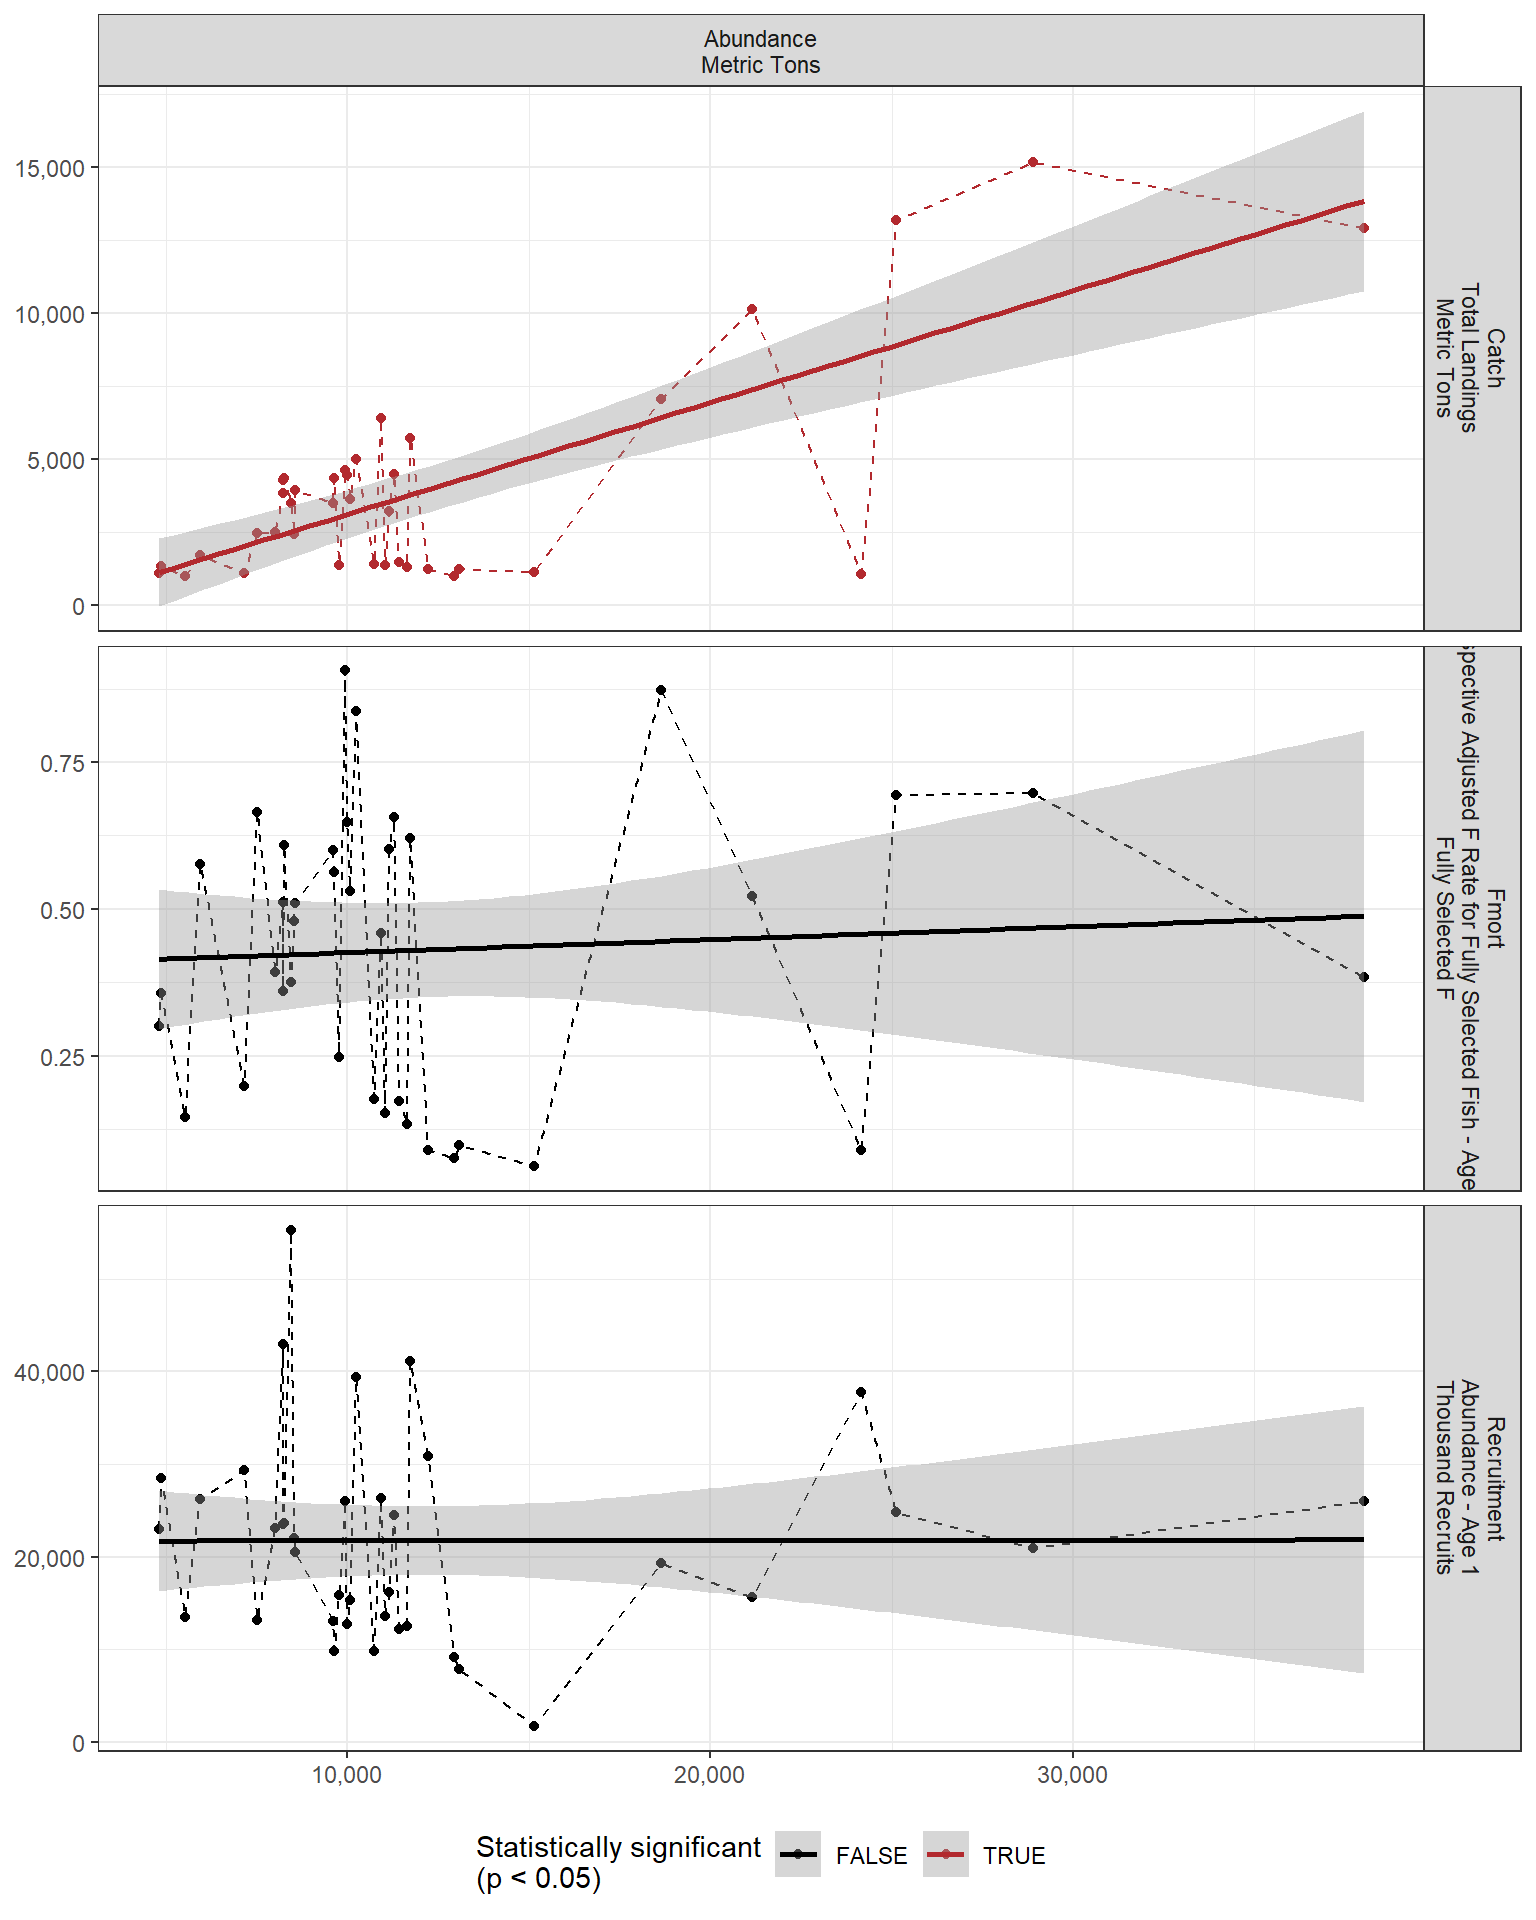 Abundance
Metric Tons
15,000
10,000
5,000
0
Catch
Total Landings
Metric Tons
0.75
0.50
0.25
Fmort
Adjusted F Rate for Fully Selected Fish - Age
Fully Selected F
40,000
20,000
0
Recruitment
Abundance - Age 1
Thousand Recruits
10,000
20,000
30,000
Statistically significant
(p < 0.05)
FALSE
TRUE